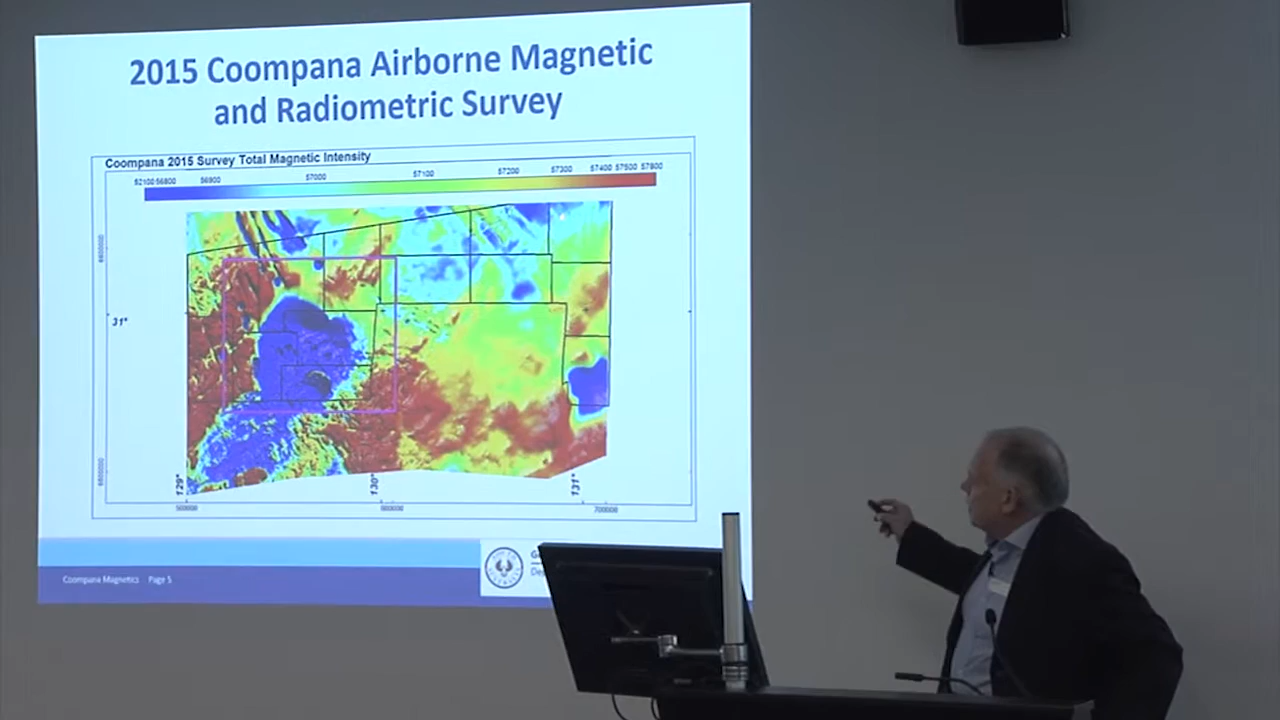 2015 Coompana Airborne Magnetic
and Radiometric Survey
Coompana 2015 Survey Total Magnetic Intensity
52100 56800 56900 57000 57100 57200 57300 57400 57500 57800
31°
129° 130° 131°
500000 600000 700000
Coompana Magnetics Page 5